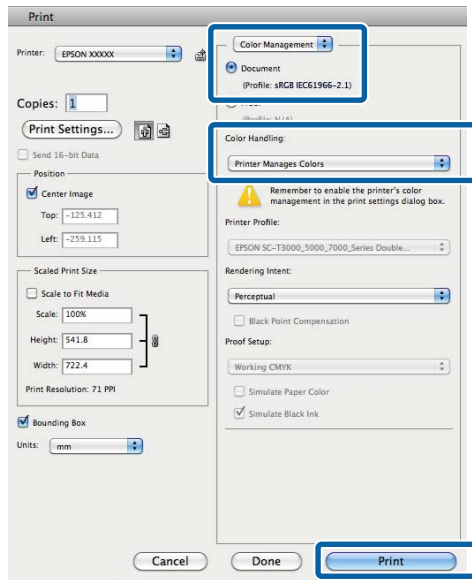 Print
Printer: EPSON XXXXX
Copies: 1
Print Settings...
Send 16-bit Data
Position
Center Image
Top: -125.412
Left: -259.115
Scaled Print Size
Scale to Fit Media
Scale: 100%
Height: 541.8
Width: 722.4
Print Resolution: 71 PPI
Bounding Box
Units: mm
Color Management
Document
(Profile: sRGB IEC61966-2.1)
Color Handling:
Printer Manages Colors
Remember to enable the printer's color
management in the print settings dialog box.
Printer Profile:
EPSON SC-T3000_5000_7000_Series Double...
Rendering Intent:
Perceptual
Black Point Compensation
Proof Setup:
Working CMYK
Simulate Paper Color
Simulate Black Ink
Cancel
Done
Print